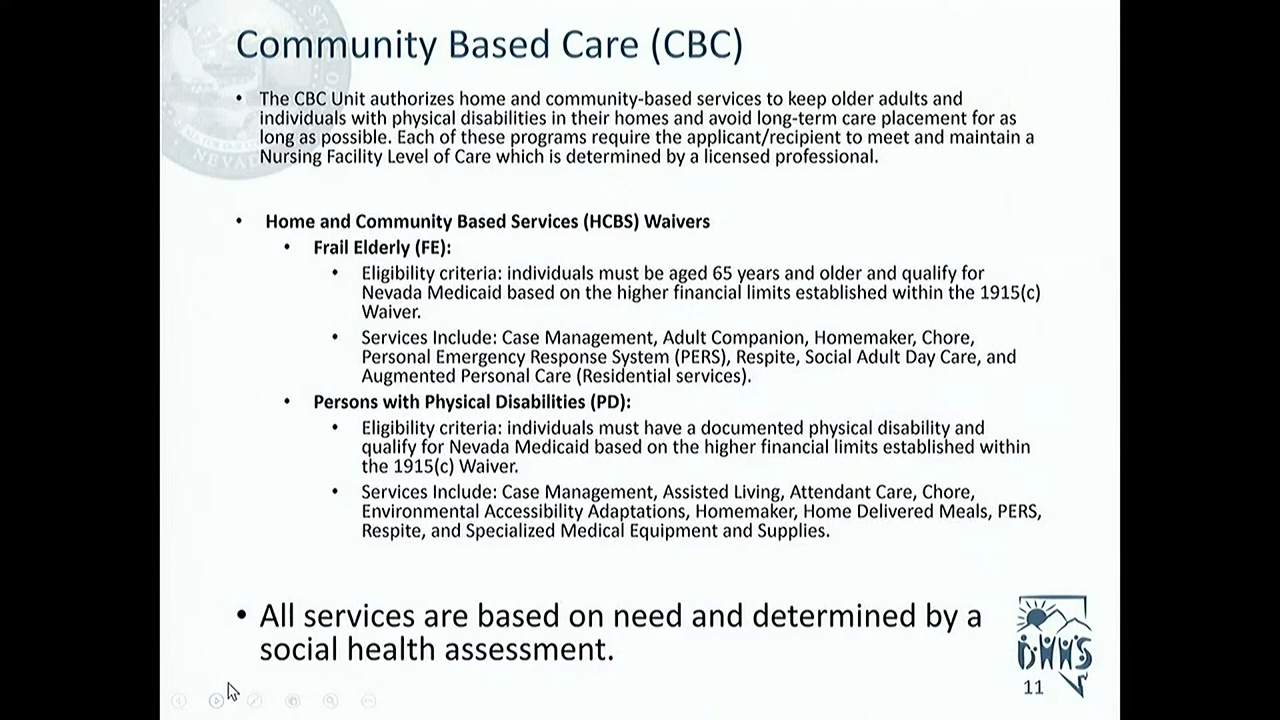 Community Based Care (CBC)
• The CBC Unit authorizes home and community-based services to keep older adults and
individuals with physical disabilities in their homes and avoid long-term care placement for as
long as possible. Each of these programs require the applicant/recipient to meet and maintain a
Nursing Facility Level of Care which is determined by a licensed professional.
• Home and Community Based Services (HCBS) Waivers
• Frail Elderly (FE):
• Eligibility criteria: individuals must be aged 65 years and older and qualify for
Nevada Medicaid based on the higher financial limits established within the 1915(c)
Waiver.
• Services Include: Case Management, Adult Companion, Homemaker, Chore,
Personal Emergency Response System (PERS), Respite, Social Adult Day Care, and
Augmented Personal Care (Residential services).
• Persons with Physical Disabilities (PD):
• Eligibility criteria: individuals must have a documented physical disability and
qualify for Nevada Medicaid based on the higher financial limits established within
the 1915(c) Waiver.
• Services Include: Case Management, Assisted Living, Attendant Care, Chore,
Environmental Accessibility Adaptations, Homemaker, Home Delivered Meals, PERS,
Respite, and Specialized Medical Equipment and Supplies.
• All services are based on need and determined by a
social health assessment.
DHHS
11
NEVADA